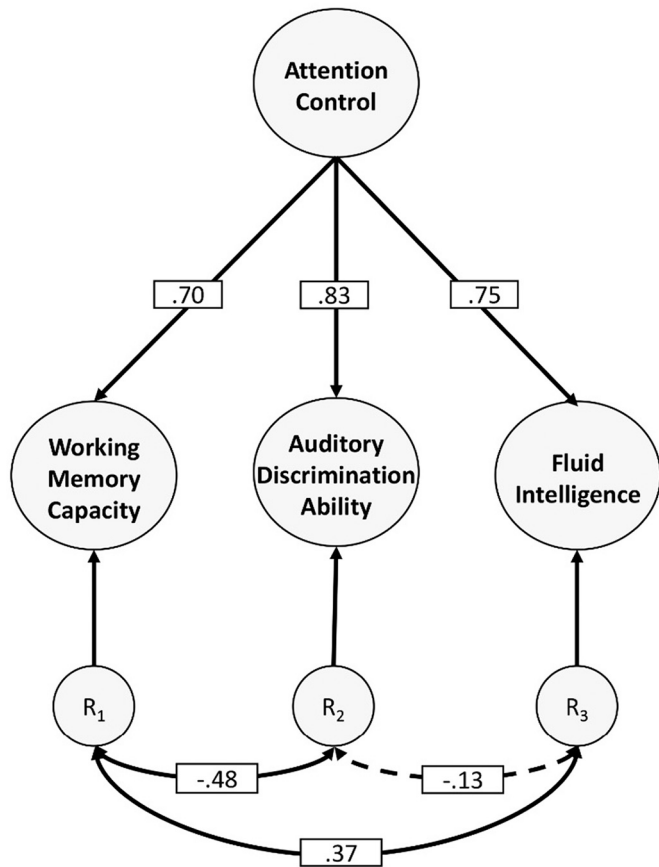 Attention
Control
.70
.83
.75
Working
Memory
Capacity
Auditory
Discrimination
Ability
Fluid
Intelligence
R₁
R₂
R₃
-.48
-.13
.37